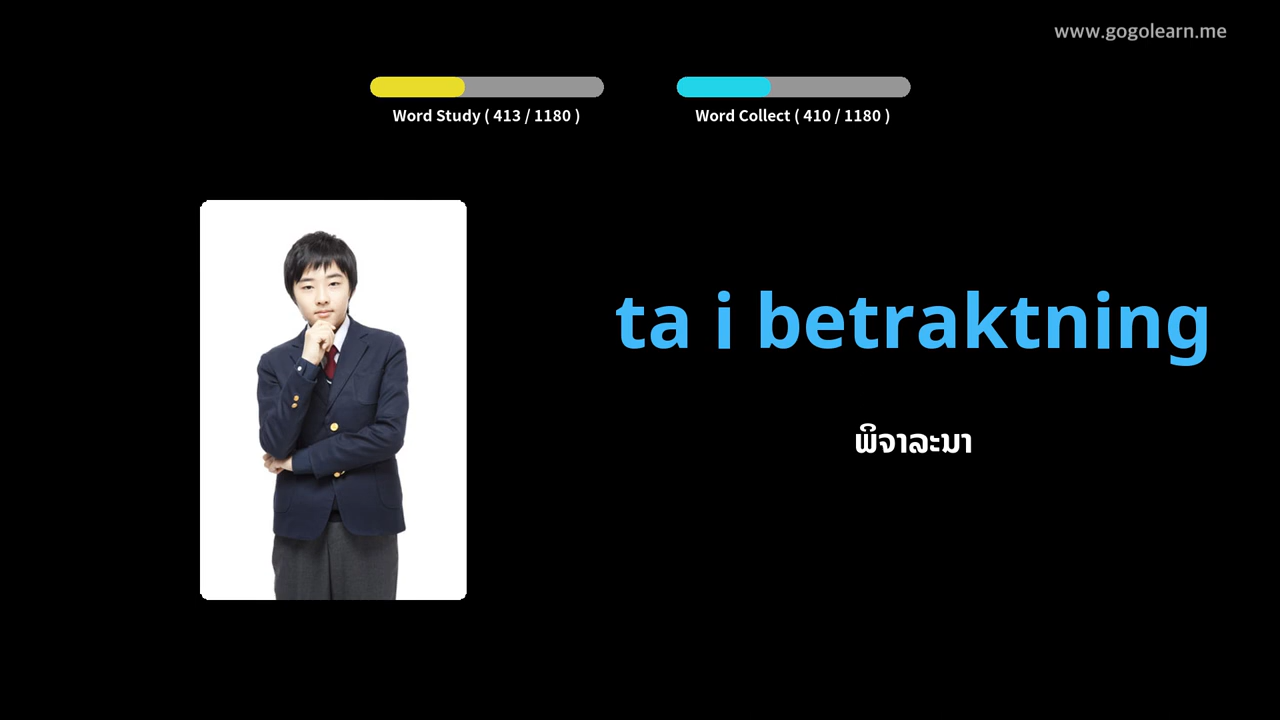 www.gogolearn.me
Word Study ( 413 / 1180 )
Word Collect ( 410 / 1180 )
ta i betraktning
ພິຈາລະນາ